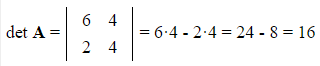 det A = | 6 4 | = 6·4 - 2·4 = 24 - 8 = 16
| 2 4 |